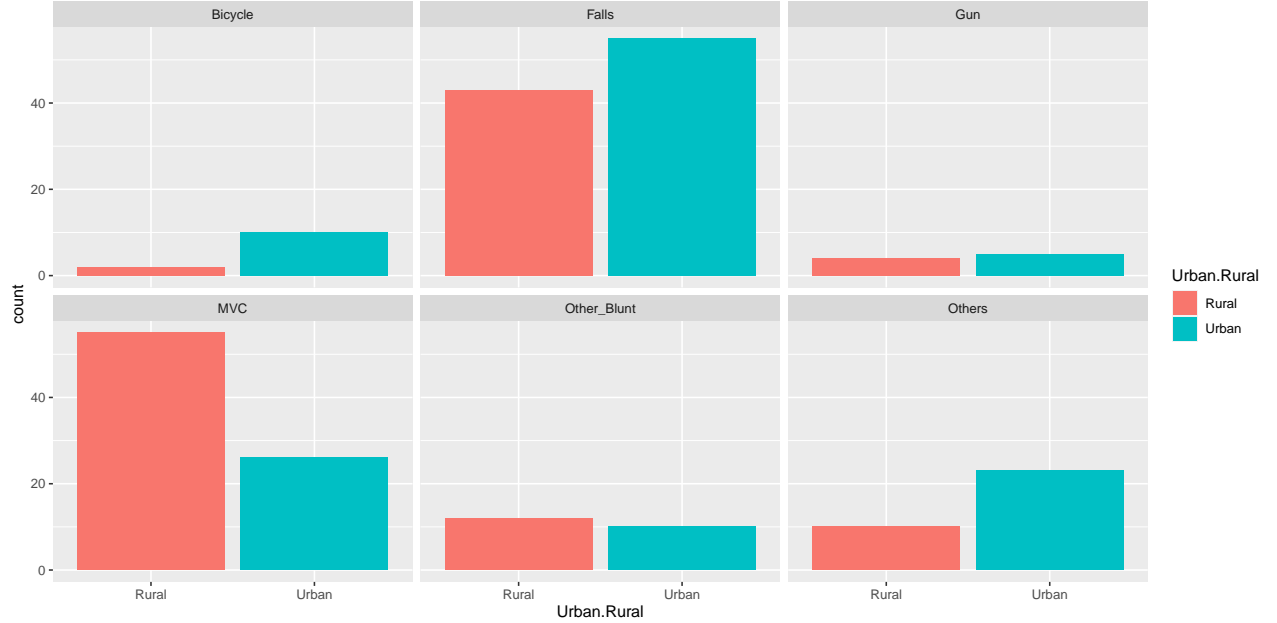 Bicycle
Falls
Gun
40
20
0
MVC
Other_Blunt
Others
40
20
0
count
Rural
Urban
Rural
Urban
Rural
Urban
Urban.Rural
Urban.Rural
Rural
Urban